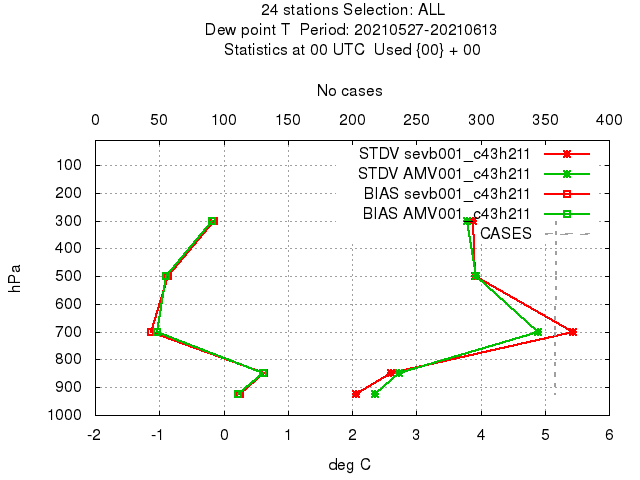 24 stations Selection: ALL
Dew point T  Period: 20210527-20210613
Statistics at 00 UTC  Used {00} + 00
No cases
0 50 100 150 200 250 300 350 400
STDV sevb001_c43h211
STDV AMV001_c43h211
BIAS sevb001_c43h211
BIAS AMV001_c43h211
CASES
100
200
300
400
500
600
700
800
900
1000
hPa
-2 -1 0 1 2 3 4 5 6
deg C